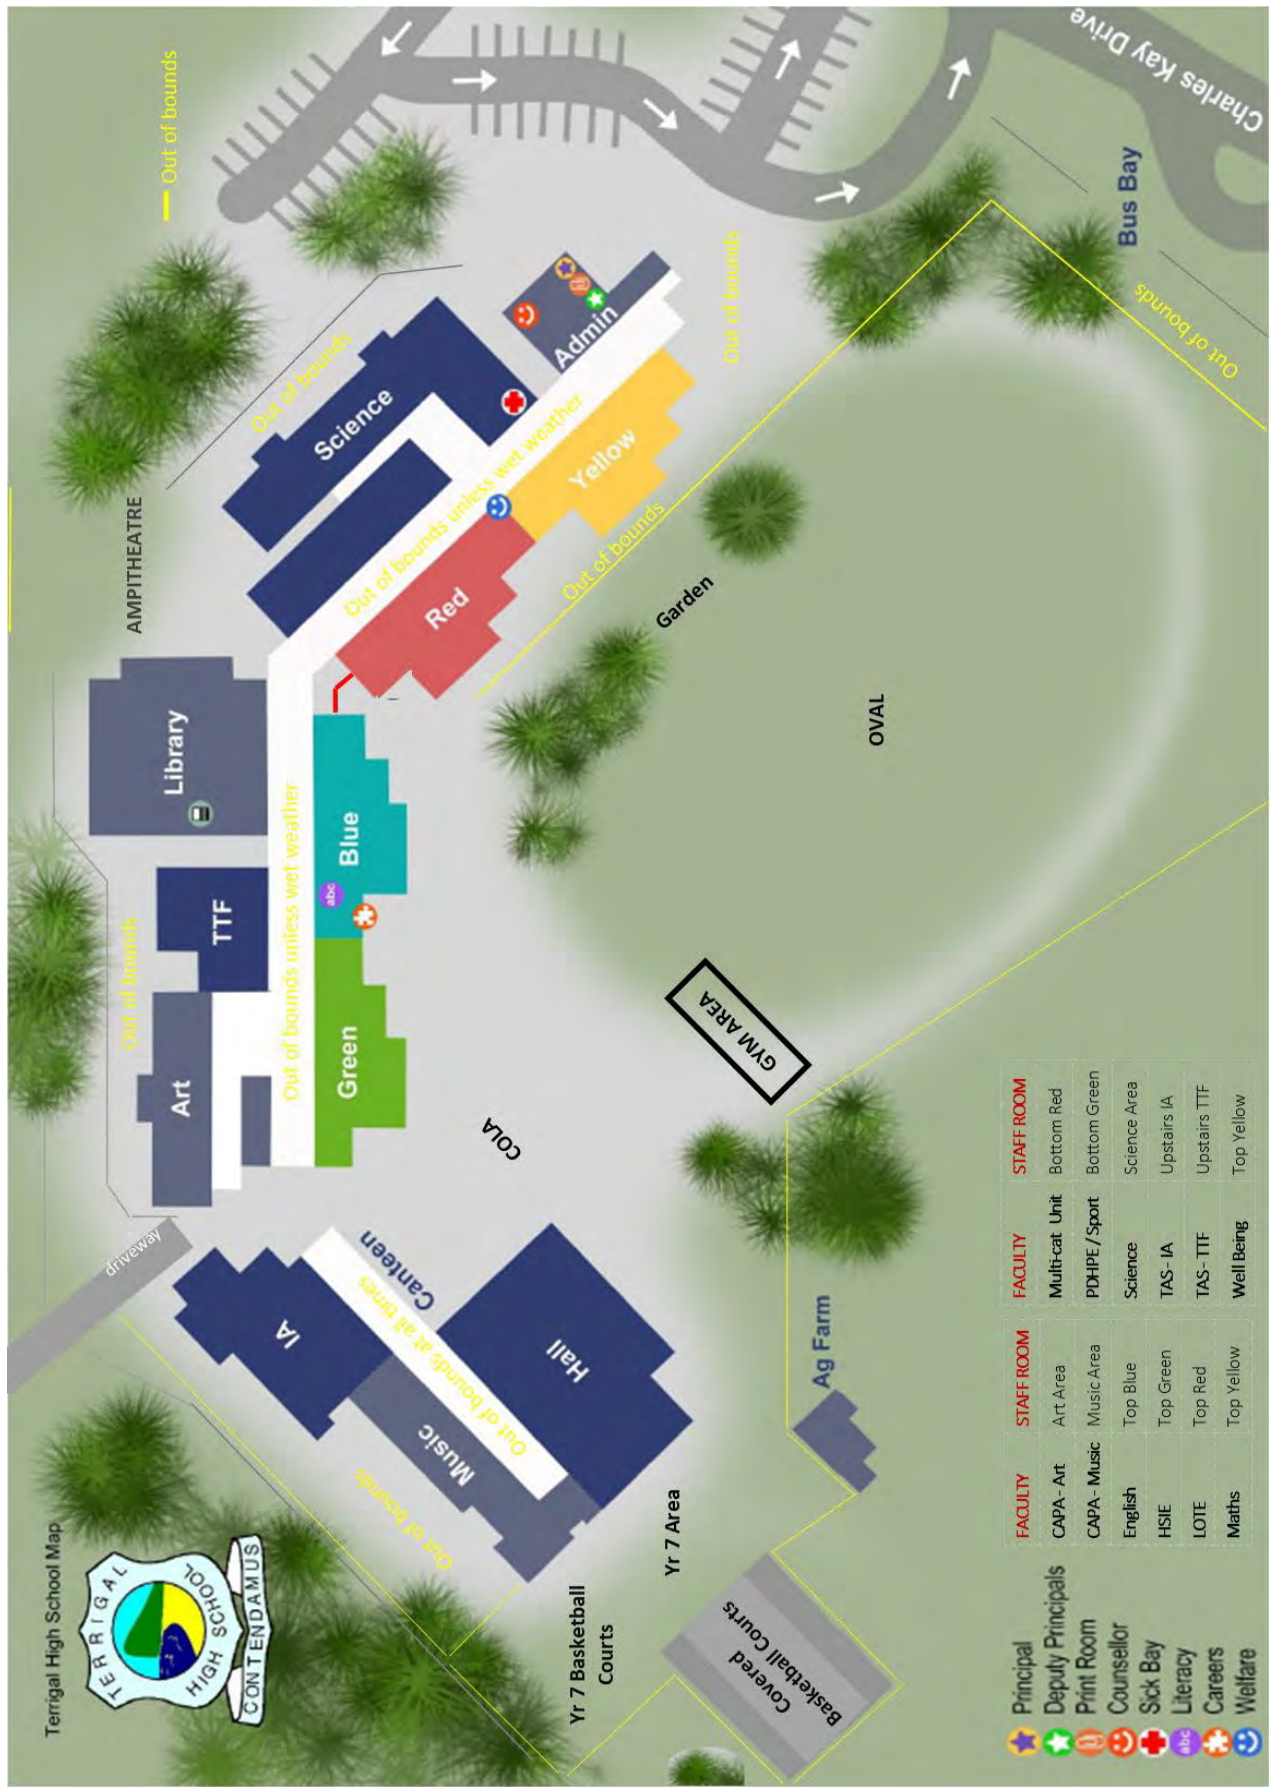 Terrigal High School Map
TERRIGAL
HIGH SCHOOL
CONTENDAMUS
Out of bounds
Charles Kay Drive
Bus Bay
Out of bounds
Out of bounds
Admin
Out of bounds
Science
Out of bounds unless wet weather
Yellow
Out of bounds
Red
Garden
AMPITHEATRE
Library
OVAL
Blue
abc
TTF
Out of bounds unless wet weather
Out of bounds
Green
Art
GYM AREA
COLA
driveway
Canteen
IA
Out of bounds at all times
Hall
Music
Out of bounds
Ag Farm
Yr 7 Area
Yr 7 Basketball
Courts
Covered
Basketball Courts
Principal
Deputy Principals
Print Room
Counsellor
Sick Bay
abc Literacy
Careers
Welfare
FACULTY STAFF ROOM FACULTY STAFF ROOM
CAPA - Art Art Area Multi-cat Unit Bottom Red
CAPA - Music Music Area PDHPE / Sport Bottom Green
English Top Blue Science Science Area
HSIE Top Green TAS - IA Upstairs IA
LOTE Top Red TAS - TTF Upstairs TTF
Maths Top Yellow Well Being Top Yellow